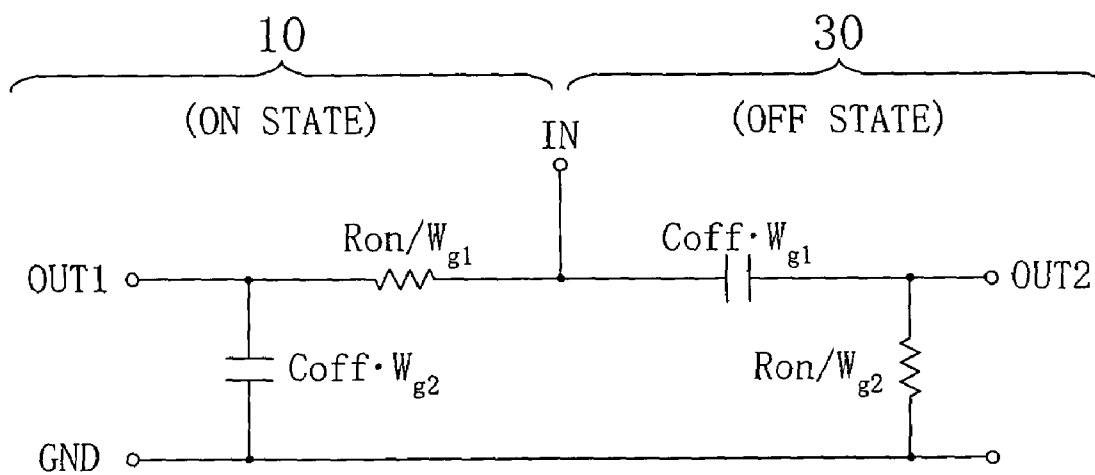 10 30
(ON STATE) (OFF STATE)
IN
Ron/Wg1 Coff·Wg1
OUT1 OUT2
Coff·Wg2 Ron/Wg2
GND